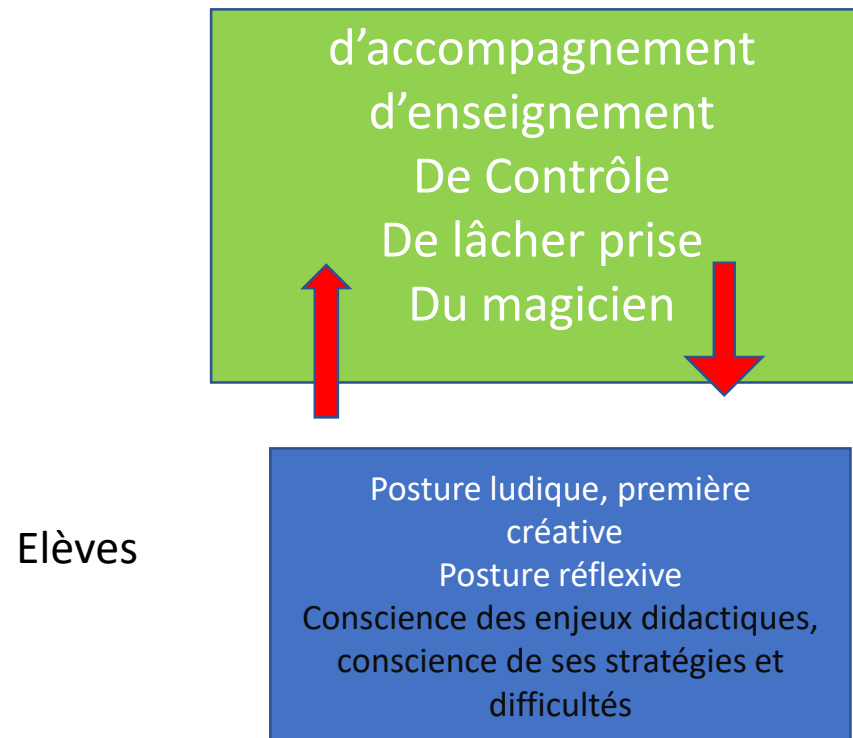 d’accompagnement
d’enseignement
De Contrôle
De lâcher prise
Du magicien
Elèves
Posture ludique, première
créative
Posture réflexive
Conscience des enjeux didactiques,
conscience de ses stratégies et
difficultés